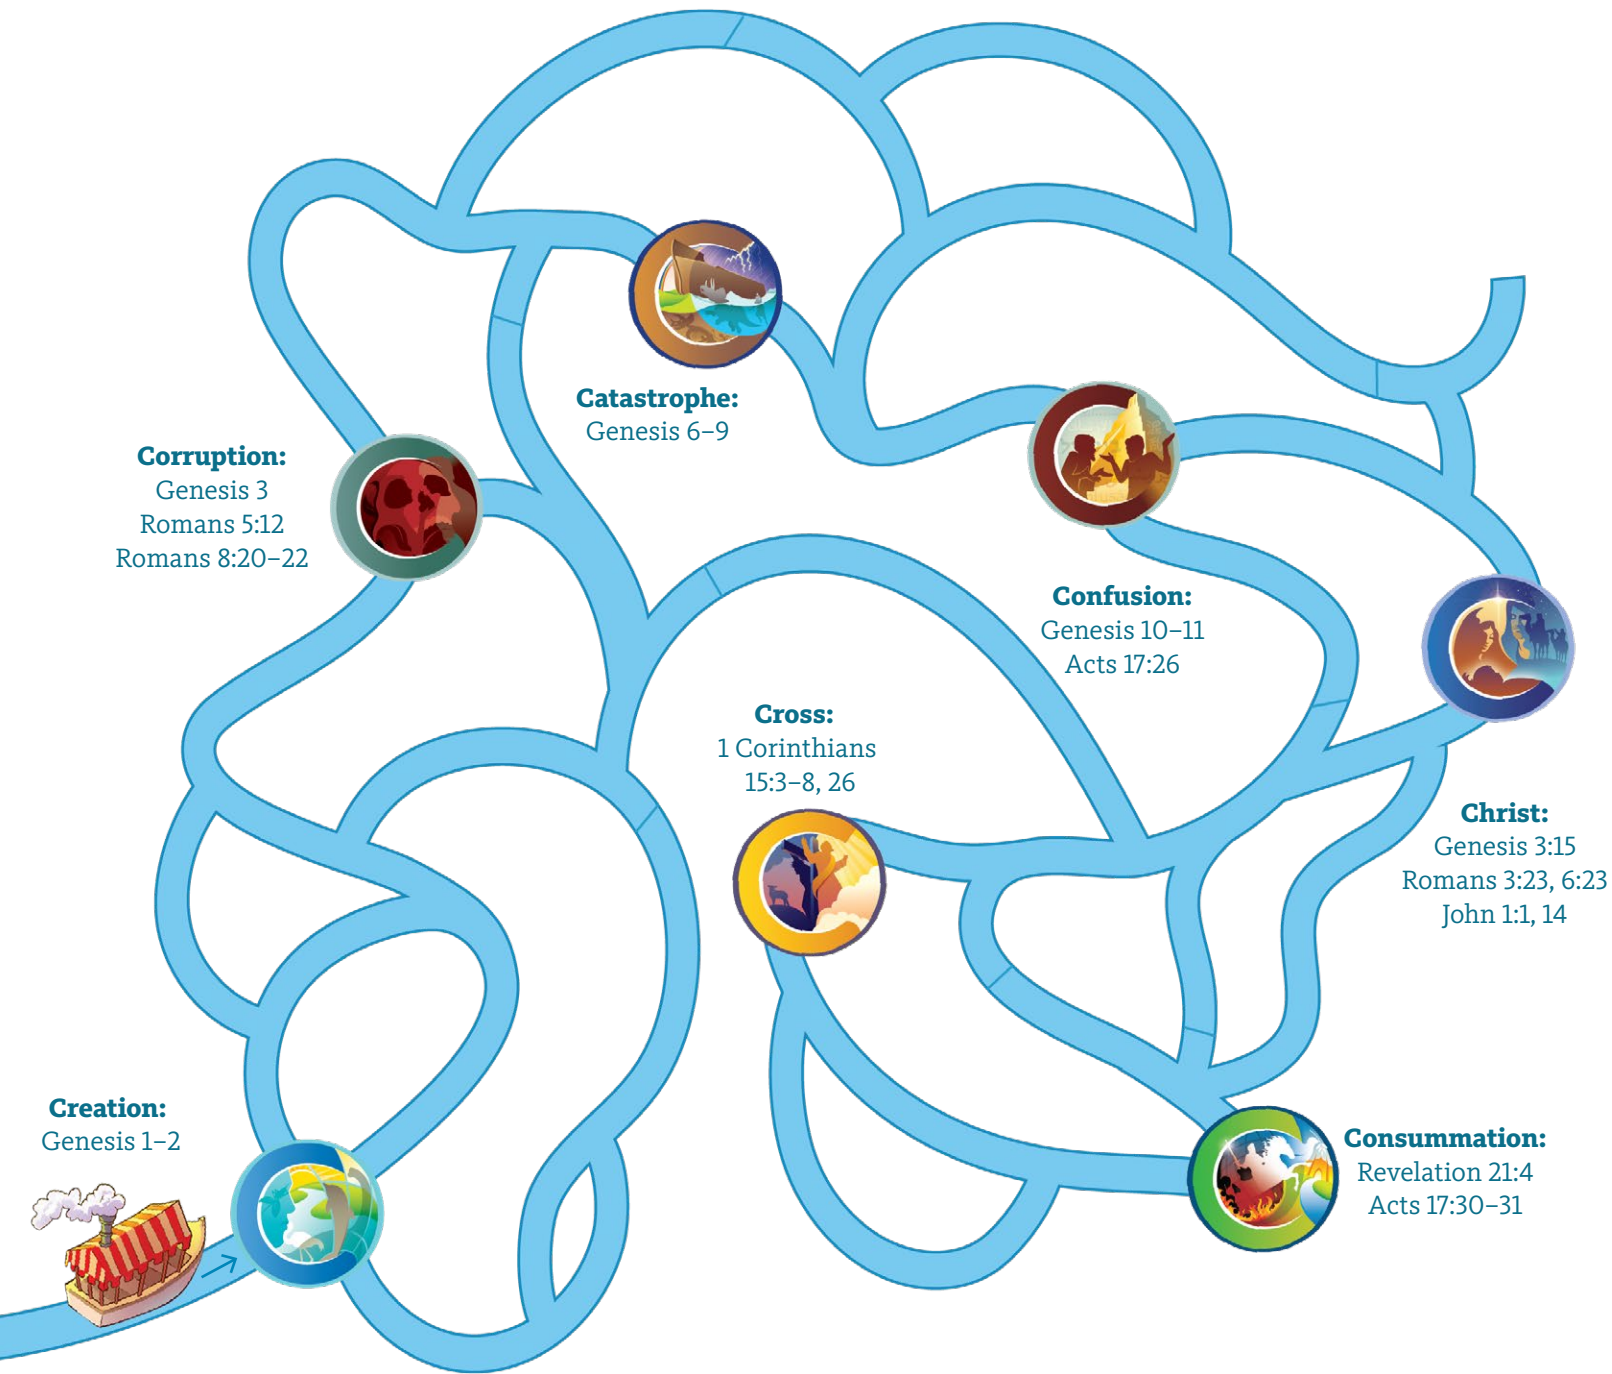 Catastrophe:
Genesis 6–9
Corruption:
Genesis 3
Romans 5:12
Romans 8:20–22
Confusion:
Genesis 10–11
Acts 17:26
Cross:
1 Corinthians
15:3–8, 26
Christ:
Genesis 3:15
Romans 3:23, 6:23
John 1:1, 14
Creation:
Genesis 1–2
Consummation:
Revelation 21:4
Acts 17:30–31